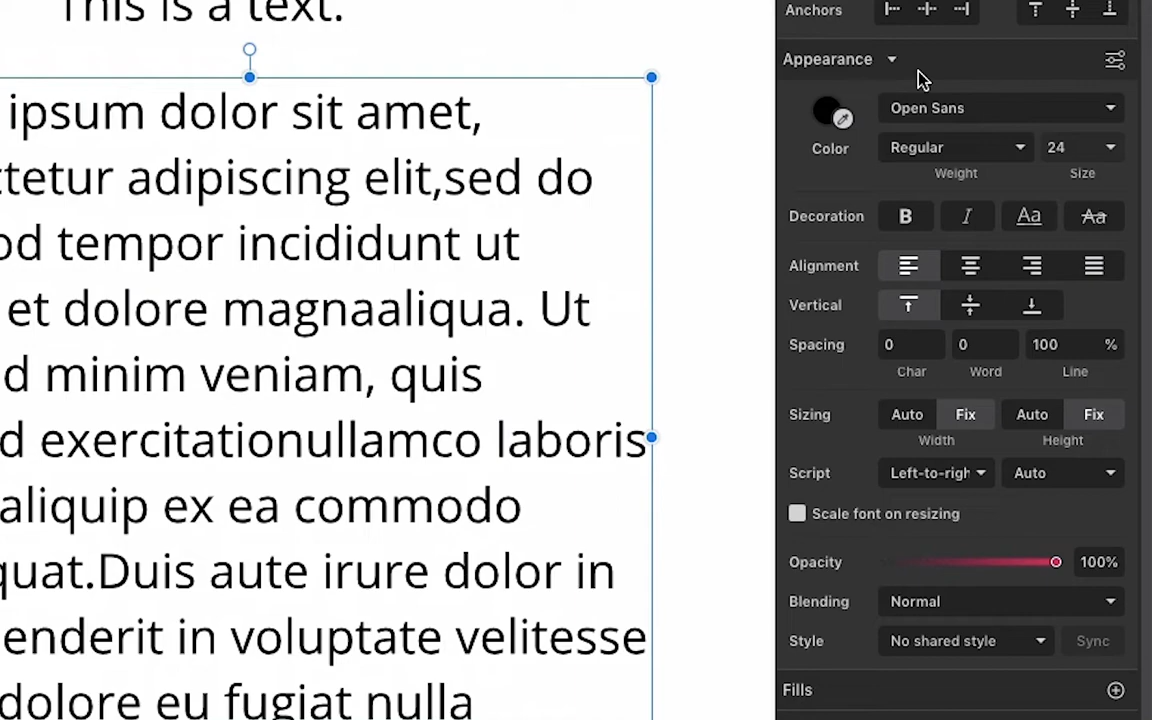 This is a text.
ipsum dolor sit amet,
tetur adipiscing elit,sed do
od tempor incididunt ut
et dolore magnaaliqua. Ut
d minim veniam, quis
d exercitationullamco laboris
aliquip ex ea commodo
quat.Duis aute irure dolor in
enderit in voluptate velitesse
dolore eu fugiat nulla
Anchors
Appearance
Open Sans
Color
Regular 24
Weight Size
Decoration B I Aa Aa
Alignment
Vertical
Spacing 0 0 100 %
Char Word Line
Sizing Auto Fix Auto Fix
Width Height
Script Left-to-righ Auto
Scale font on resizing
Opacity 100%
Blending Normal
Style No shared style Sync
Fills